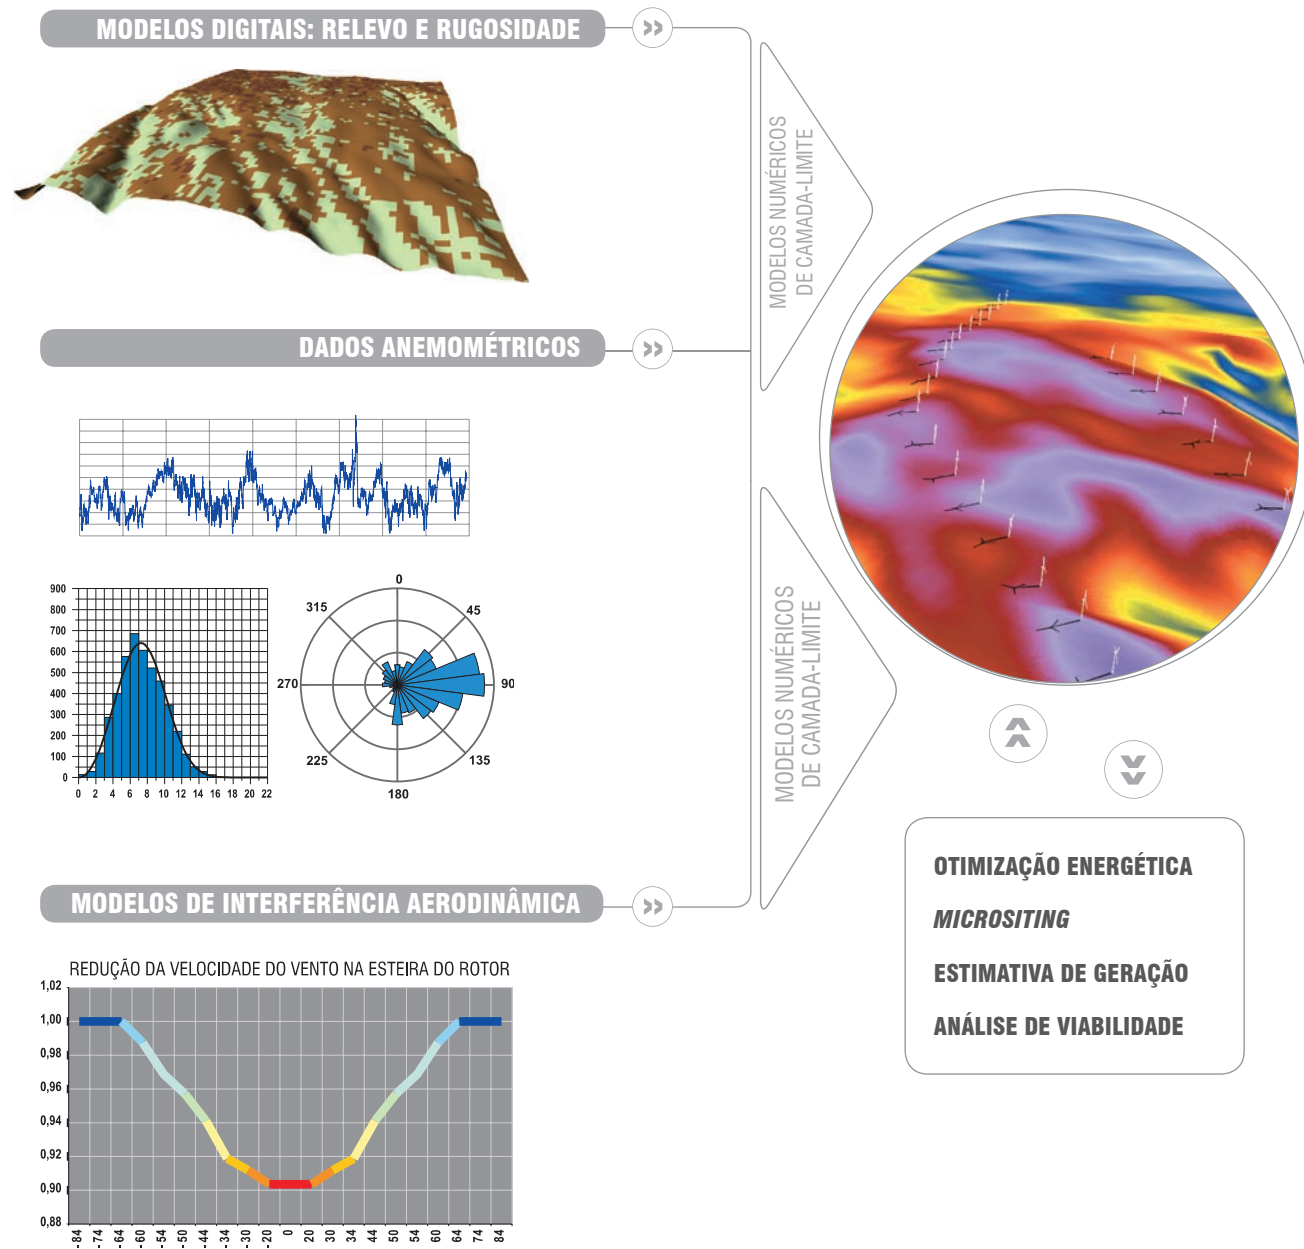 MODELOS DIGITAIS: RELEVO E RUGOSIDADE
MODELOS NUMÉRICOS
DE CAMADA-LIMITE
DADOS ANEMOMÉTRICOS
900
800
700
600
500
400
300
200
100
0
0 2 4 6 8 10 12 14 16 18 20 22
0
45
90
135
180
225
270
315
MODELOS NUMÉRICOS
DE CAMADA-LIMITE
MODELOS DE INTERFERÊNCIA AERODINÂMICA
REDUÇÃO DA VELOCIDADE DO VENTO NA ESTEIRA DO ROTOR
1,02
1,00
0,98
0,96
0,94
0,92
0,90
0,88
-84 -74 -64 -60 -54 -50 -44 -34 -30 -20 0 20 30 34 44 50 54 60 64 74 84
OTIMIZAÇÃO ENERGÉTICA
MICROSITING
ESTIMATIVA DE GERAÇÃO
ANÁLISE DE VIABILIDADE